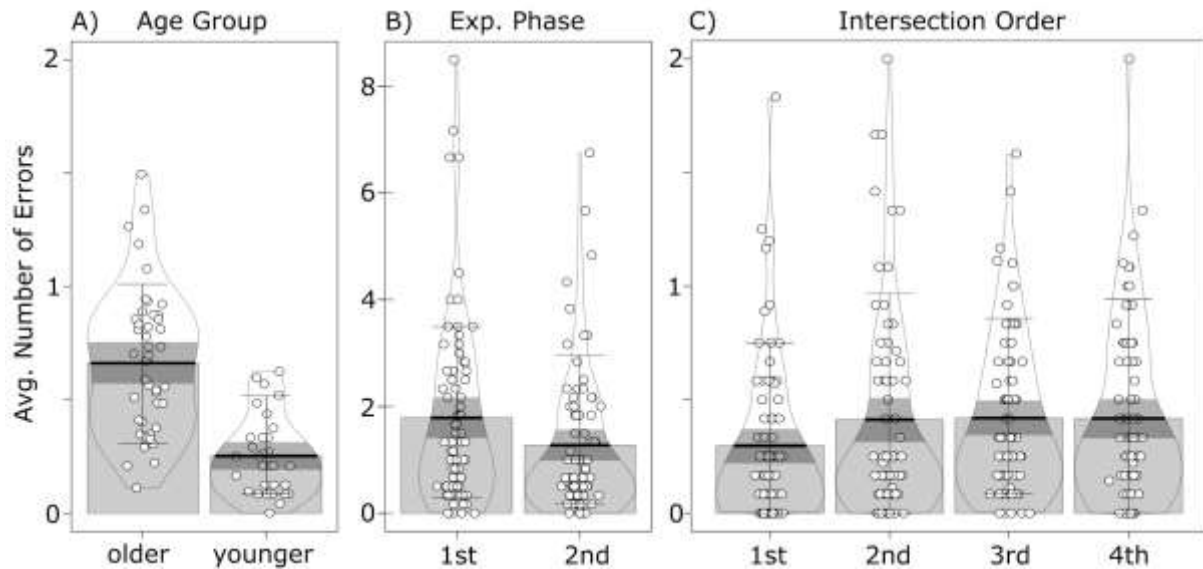 A) Age Group
B) Exp. Phase
C) Intersection Order
Avg. Number of Errors
2
1
0
older younger
8
6
4
2
0
1st 2nd
2
1
0
1st 2nd 3rd 4th